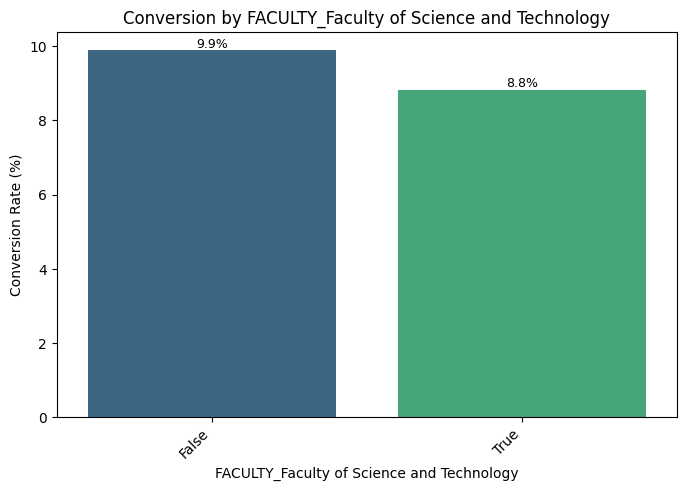 Conversion by FACULTY_Faculty of Science and Technology
Conversion Rate (%)
10
8
6
4
2
0
9.9%
8.8%
False
True
FACULTY_Faculty of Science and Technology